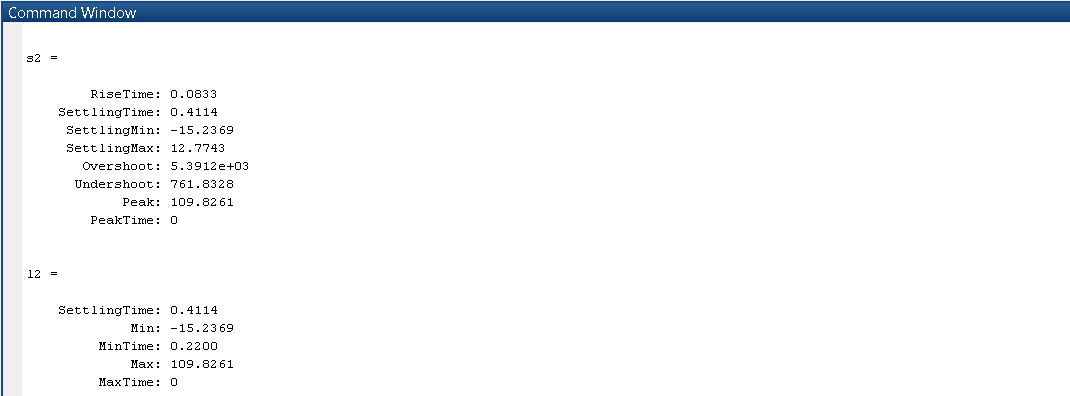 Command Window
s2 =
RiseTime: 0.0833
SettlingTime: 0.4114
SettlingMin: -15.2369
SettlingMax: 12.7743
Overshoot: 5.3912e+03
Undershoot: 761.8328
Peak: 109.8261
PeakTime: 0
l2 =
SettlingTime: 0.4114
Min: -15.2369
MinTime: 0.2200
Max: 109.8261
MaxTime: 0